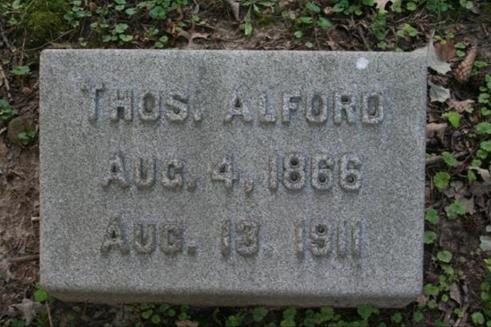 THOS. ALFORD
AUG. 4, 1866
AUG. 13. 1911